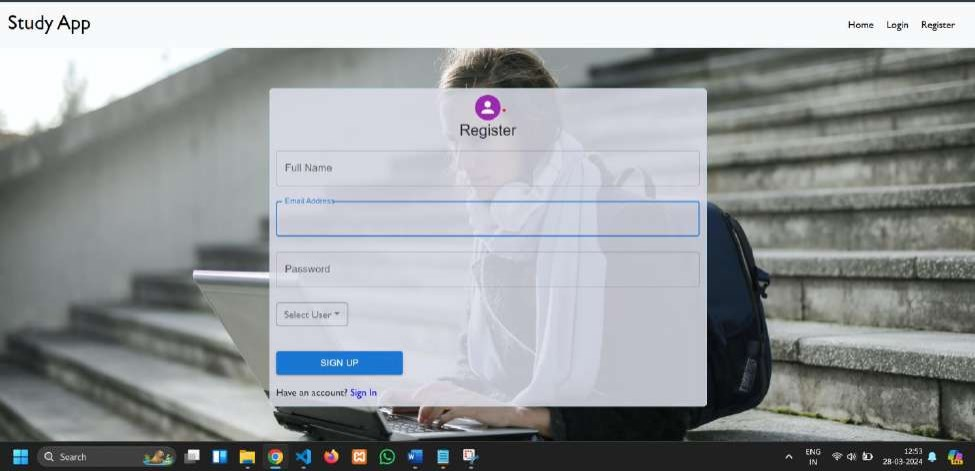 Study App
Home Login Register
Register
Full Name
Email Address
Password
Select User
SIGN UP
Have an account? Sign In
Search
ENG
IN
12:53
28-03-2024